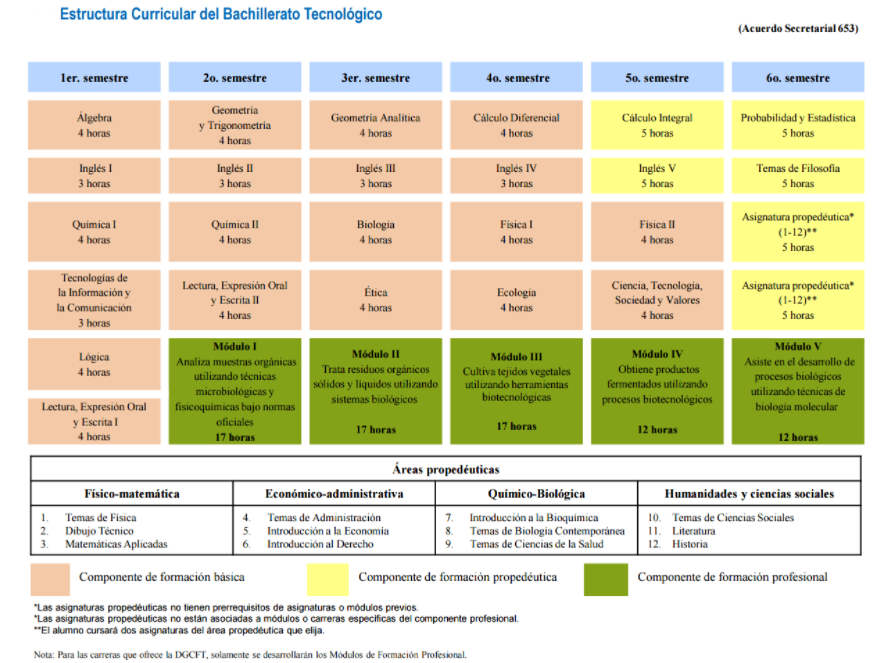 Estructura Curricular del Bachillerato Tecnológico
(Acuerdo Secretarial 653)
1er. semestre
2o. semestre
3er. semestre
4o. semestre
5o. semestre
6o. semestre
Álgebra
4 horas
Geometría
y Trigonometría
4 horas
Geometría Analítica
4 horas
Cálculo Diferencial
4 horas
Cálculo Integral
5 horas
Probabilidad y Estadística
5 horas
Inglés I
3 horas
Inglés II
3 horas
Inglés III
3 horas
Inglés IV
3 horas
Inglés V
5 horas
Temas de Filosofía
5 horas
Química I
4 horas
Química II
4 horas
Biología
4 horas
Física I
4 horas
Física II
4 horas
Asignatura propedéutica*
(1-12)**
5 horas
Tecnologías de
la Información y
la Comunicación
3 horas
Lectura, Expresión Oral
y Escrita II
4 horas
Ética
4 horas
Ecología
4 horas
Ciencia, Tecnología,
Sociedad y Valores
4 horas
Asignatura propedéutica*
(1-12)**
5 horas
Lógica
4 horas
Lectura, Expresión Oral
y Escrita I
4 horas
Módulo I
Analiza muestras orgánicas
utilizando técnicas
microbiológicas y
fisicoquímicas bajo normas
oficiales
17 horas
Módulo II
Trata residuos orgánicos
sólidos y líquidos utilizando
sistemas biológicos
17 horas
Módulo III
Cultiva tejidos vegetales
utilizando herramientas
biotecnológicas
17 horas
Módulo IV
Obtiene productos
fermentados utilizando
procesos biotecnológicos
12 horas
Módulo V
Asiste en el desarrollo de
procesos biológicos
utilizando técnicas de
biología molecular
12 horas
Áreas propedéuticas
Físico-matemática
Económico-administrativa
Químico-Biológica
Humanidades y ciencias sociales
1. Temas de Física
2. Dibujo Técnico
3. Matemáticas Aplicadas
4. Temas de Administración
5. Introducción a la Economía
6. Introducción al Derecho
7. Introducción a la Bioquímica
8. Temas de Biología Contemporánea
9. Temas de Ciencias de la Salud
10. Temas de Ciencias Sociales
11. Literatura
12. Historia
Componente de formación básica
Componente de formación propedéutica
Componente de formación profesional
*Las asignaturas propedéuticas no tienen prerrequisitos de asignaturas o módulos previos.
*Las asignaturas propedéuticas no están asociadas a módulos o carreras específicas del componente profesional.
**El alumno cursará dos asignaturas del área propedéutica que elija.
Nota: Para las carreras que ofrece la DGCFT, solamente se desarrollarán los Módulos de Formación Profesional.